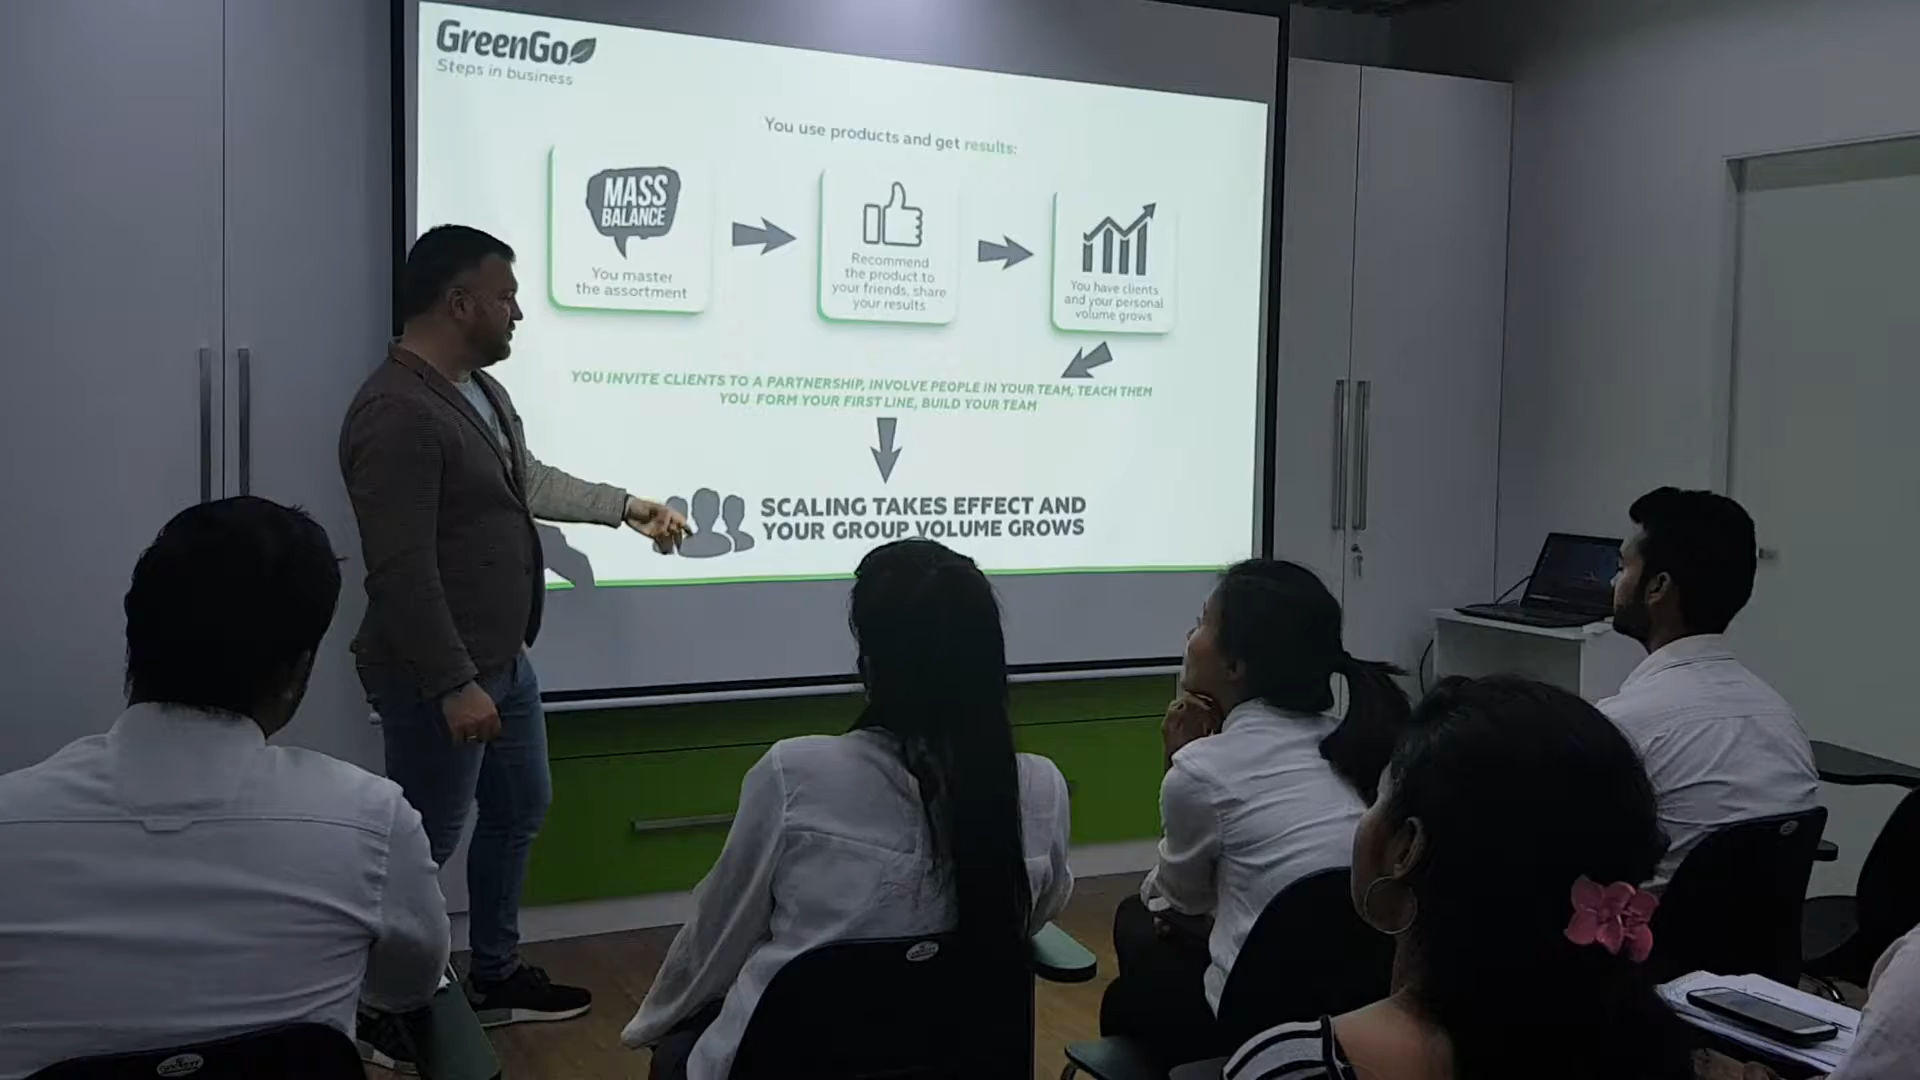 GreenGo
Steps in business
You use products and get results:
MASS
BALANCE
You master
the assortment
Recommend
the product to
your friends, share
your results
You have clients
and your personal
volume grows
YOU INVITE CLIENTS TO A PARTNERSHIP, INVOLVE PEOPLE IN YOUR TEAM, TEACH THEM
YOU FORM YOUR FIRST LINE, BUILD YOUR TEAM
SCALING TAKES EFFECT AND
YOUR GROUP VOLUME GROWS